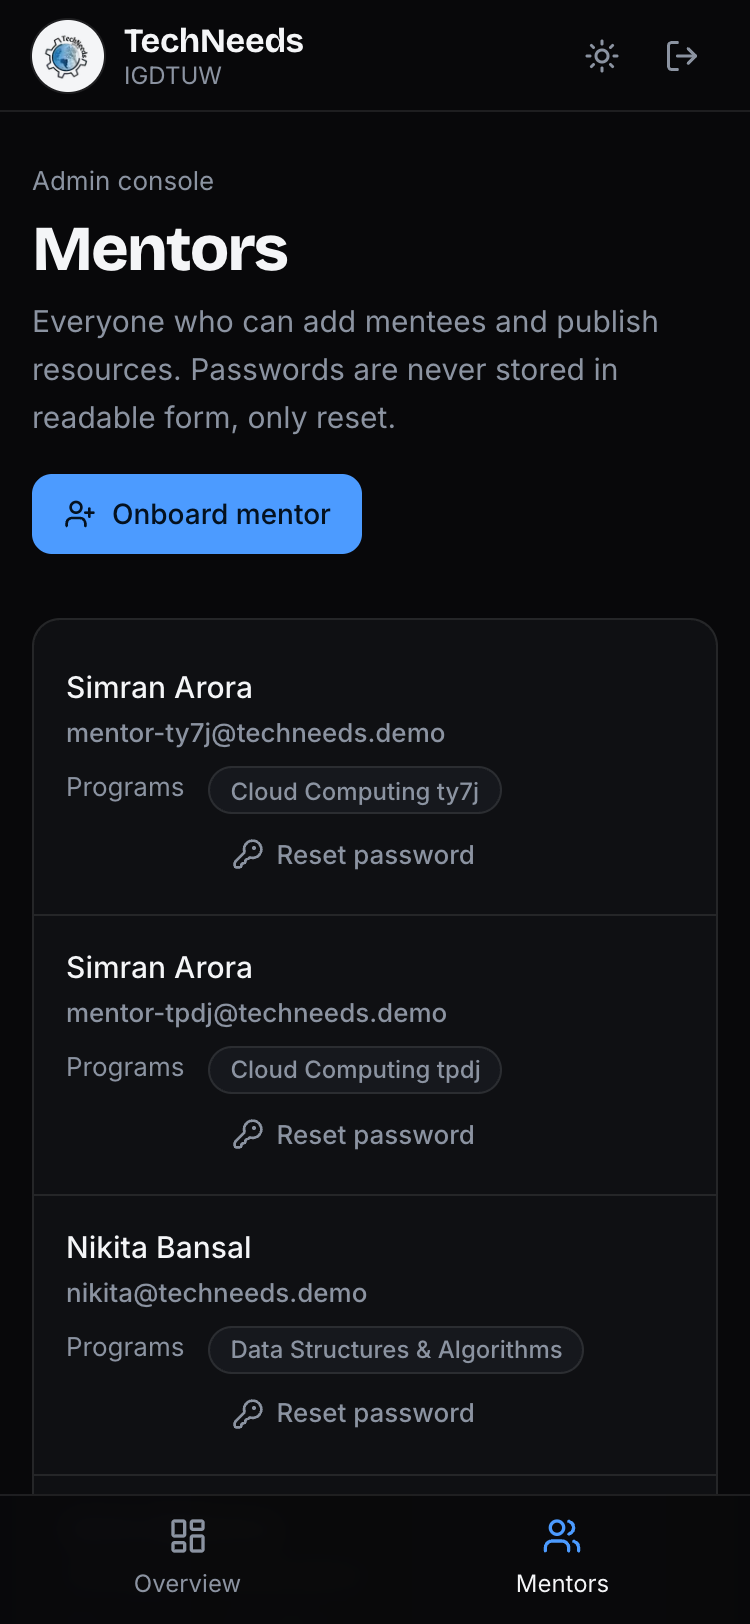 TechNeeds
TechNeeds
IGDTUW
Admin console
Mentors
Everyone who can add mentees and publish
resources. Passwords are never stored in
readable form, only reset.
Onboard mentor
Simran Arora
mentor-ty7j@techneeds.demo
Programs Cloud Computing ty7j
Reset password
Simran Arora
mentor-tpdj@techneeds.demo
Programs Cloud Computing tpdj
Reset password
Nikita Bansal
nikita@techneeds.demo
Programs Data Structures & Algorithms
Reset password
Overview Mentors